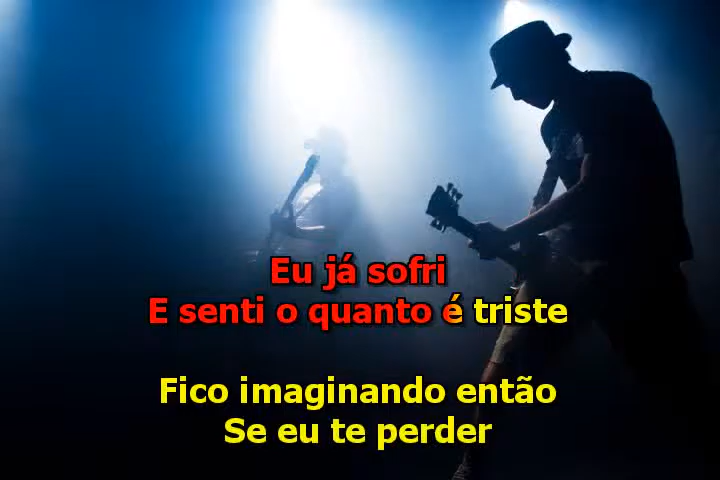 Eu já sofri
E senti o quanto é triste
Fico imaginando então
Se eu te perder